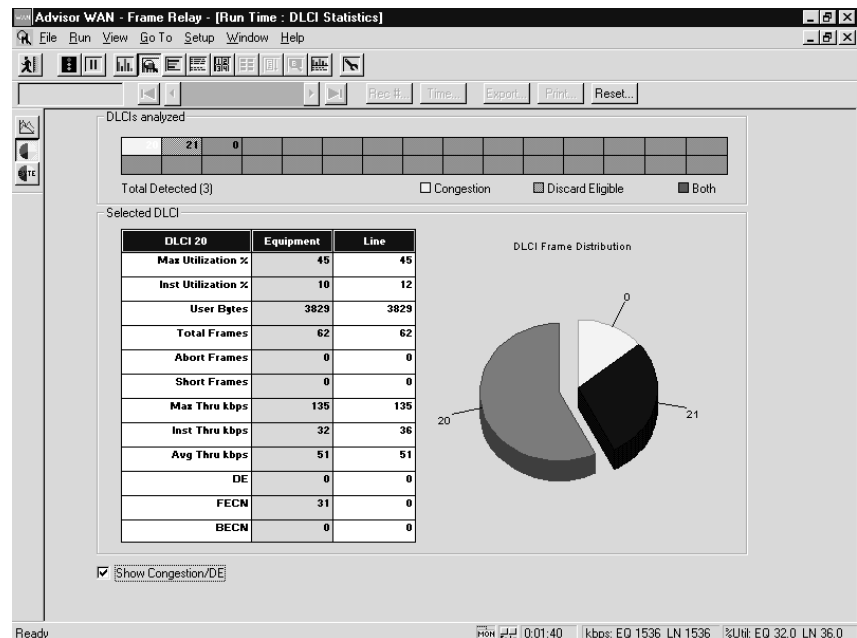 Advisor WAN - Frame Relay - [Run Time : DLCI Statistics]
File Run View Go To Setup Window Help
Rec #... Time... Export... Print... Reset...
DLCIs analyzed
20 21 0
Total Detected (3) Congestion Discard Eligible Both
Selected DLCI
DLCI 20 Equipment Line
Max Utilization % 45 45
Inst Utilization % 10 12
User Bytes 3829 3829
Total Frames 62 62
Abort Frames 0 0
Short Frames 0 0
Max Thru kbps 135 135
Inst Thru kbps 32 36
Avg Thru kbps 51 51
DE 0 0
FECN 31 0
BECN 0 0
DLCI Frame Distribution
0
21
20
Show Congestion/DE
Ready MON 0:01:40 kbps: EQ 1536 LN 1536 %Util: EQ 32.0 LN 36.0